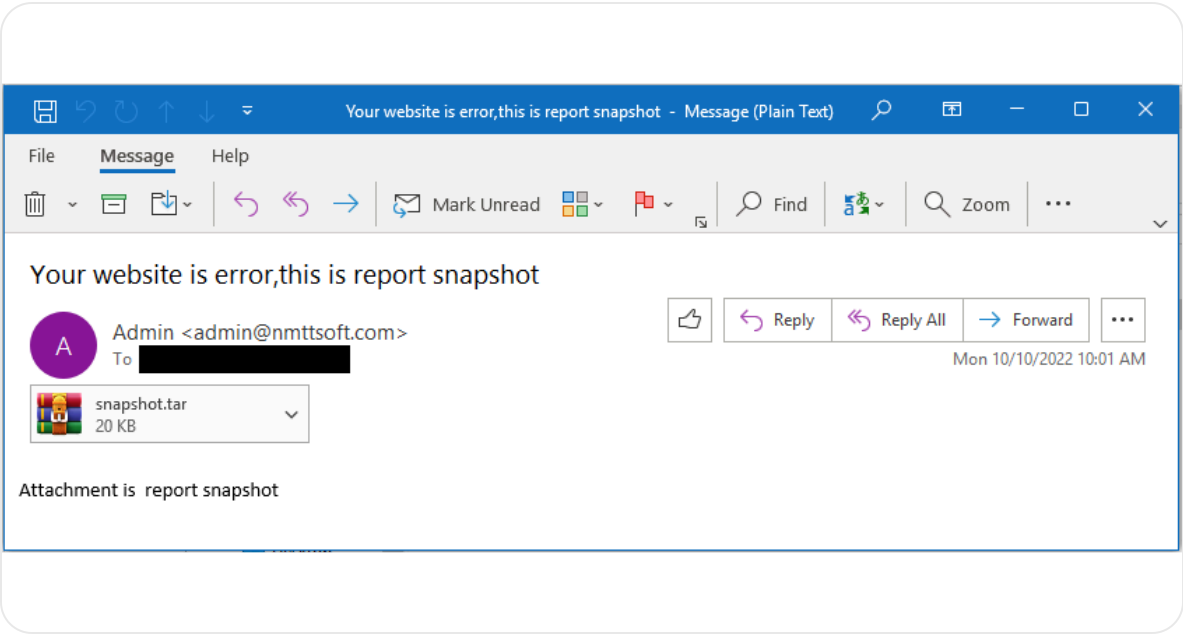 Your website is error,this is report snapshot - Message (Plain Text)
File Message Help
Mark Unread Find Zoom
Your website is error,this is report snapshot
A
Admin <admin@nmttsoft.com>
To
Reply Reply All Forward
Mon 10/10/2022 10:01 AM
snapshot.tar
20 KB
Attachment is  report snapshot